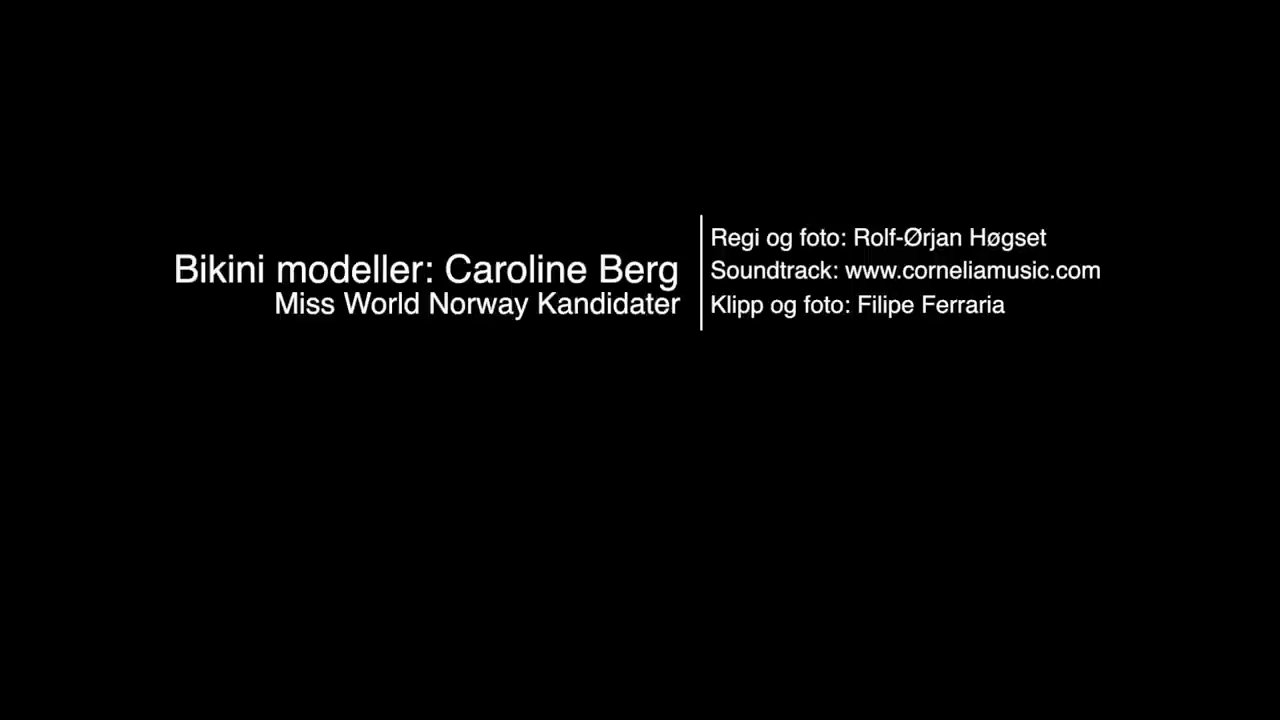 Bikini modeller: Caroline Berg
Miss World Norway Kandidater
Regi og foto: Rolf-Ørjan Høgset
Soundtrack: www.corneliamusic.com
Klipp og foto: Filipe Ferraria